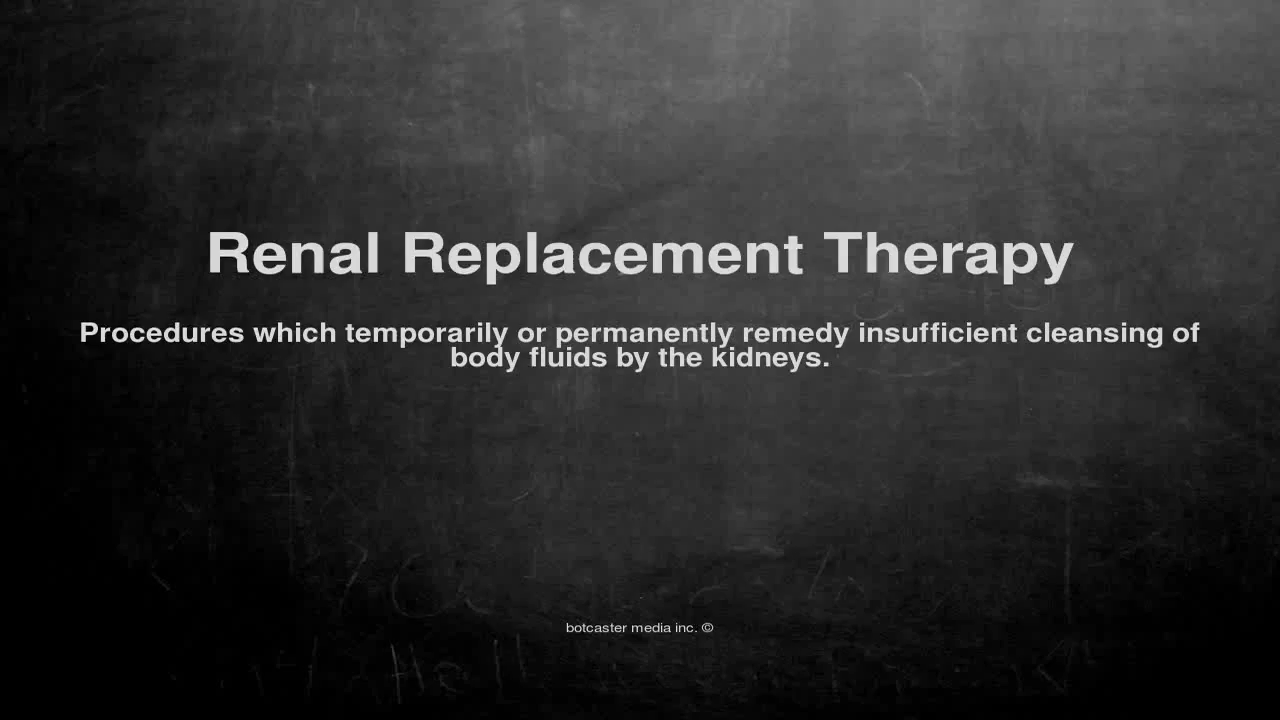 Renal Replacement Therapy
Procedures which temporarily or permanently remedy insufficient cleansing of
body fluids by the kidneys.
botcaster media inc. ©